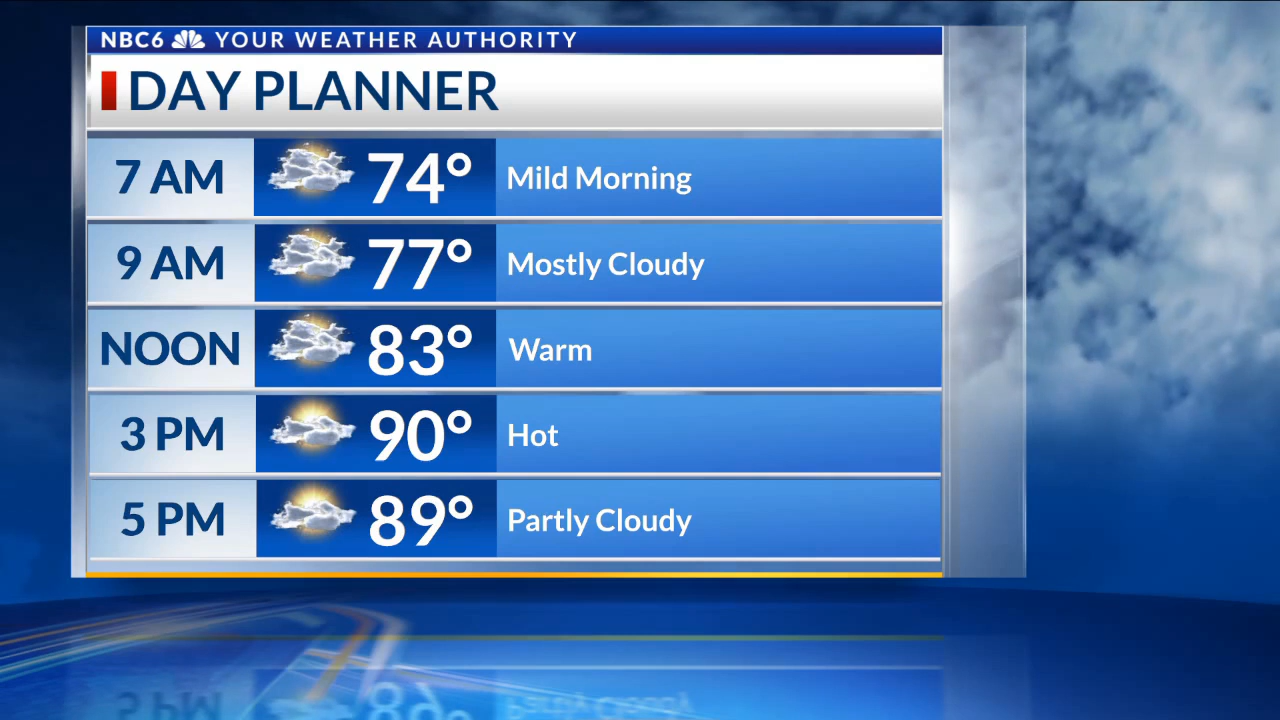 NBC6 YOUR WEATHER AUTHORITY
DAY PLANNER
7 AM 74° Mild Morning
9 AM 77° Mostly Cloudy
NOON 83° Warm
3 PM 90° Hot
5 PM 89° Partly Cloudy